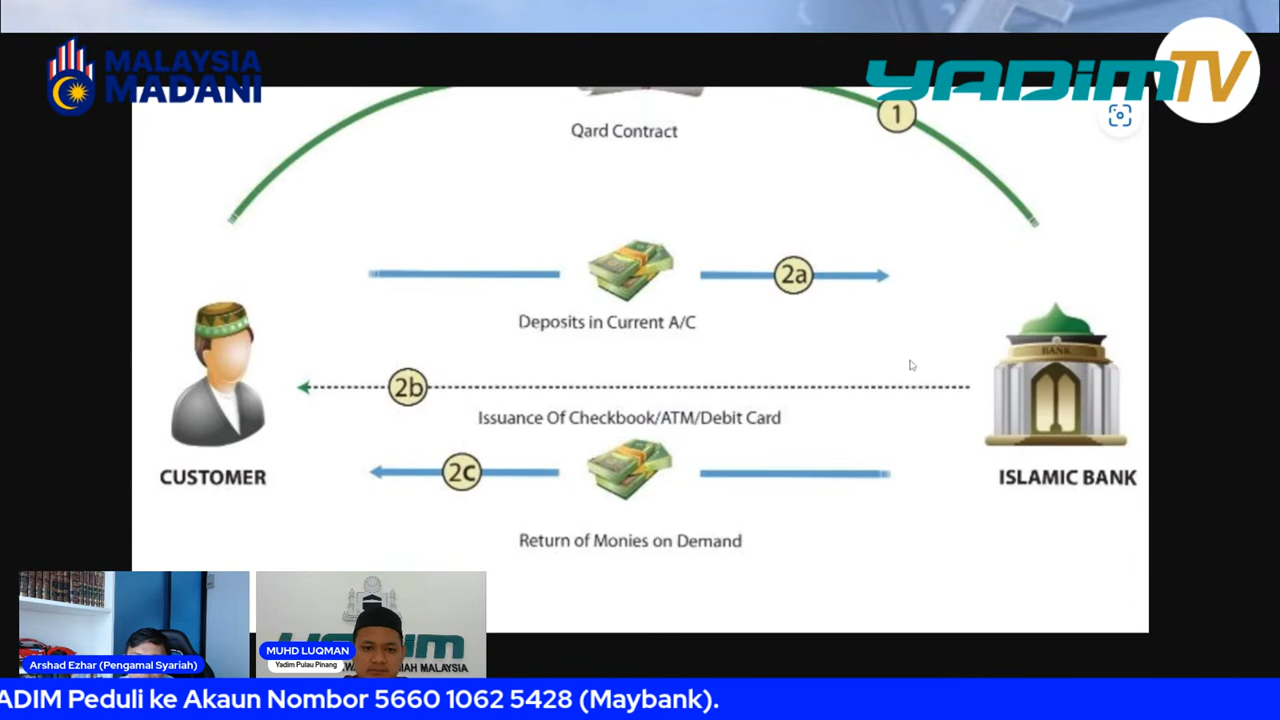 MALAYSIA
MADANI
YADIM TV
1
Qard Contract
2a
Deposits in Current A/C
BANK
2b
Issuance Of Checkbook/ATM/Debit Card
CUSTOMER
2c
ISLAMIC BANK
Return of Monies on Demand
Arshad Ezhar (Pengamal Syariah)
MUHD LUQMAN
Yadim Pulau Pinang
IAH MALAYSIA
ADIM Peduli ke Akaun Nombor 5660 1062 5428 (Maybank).